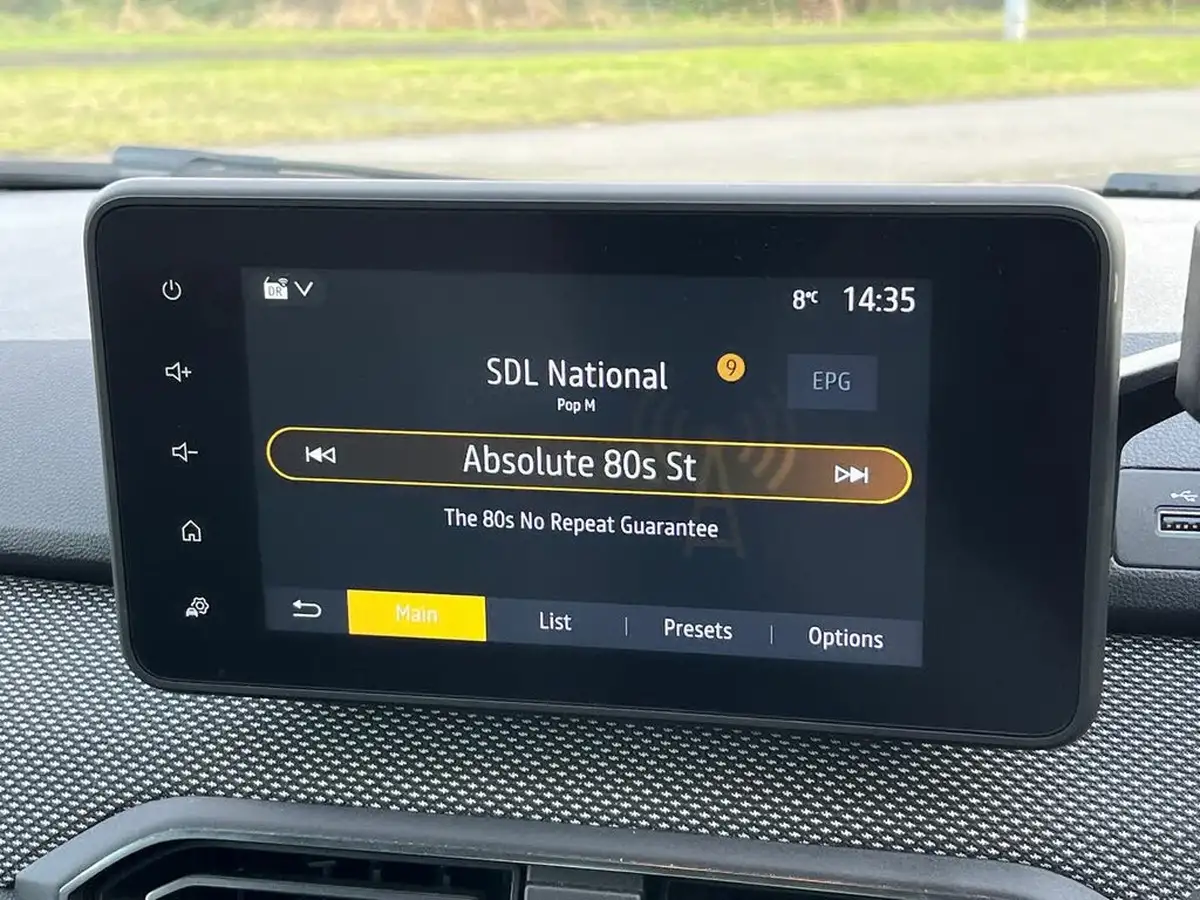 DR
8°C 14:35
SDL National 9 EPG
Pop M
Absolute 80s St
The 80s No Repeat Guarantee
Main List Presets Options